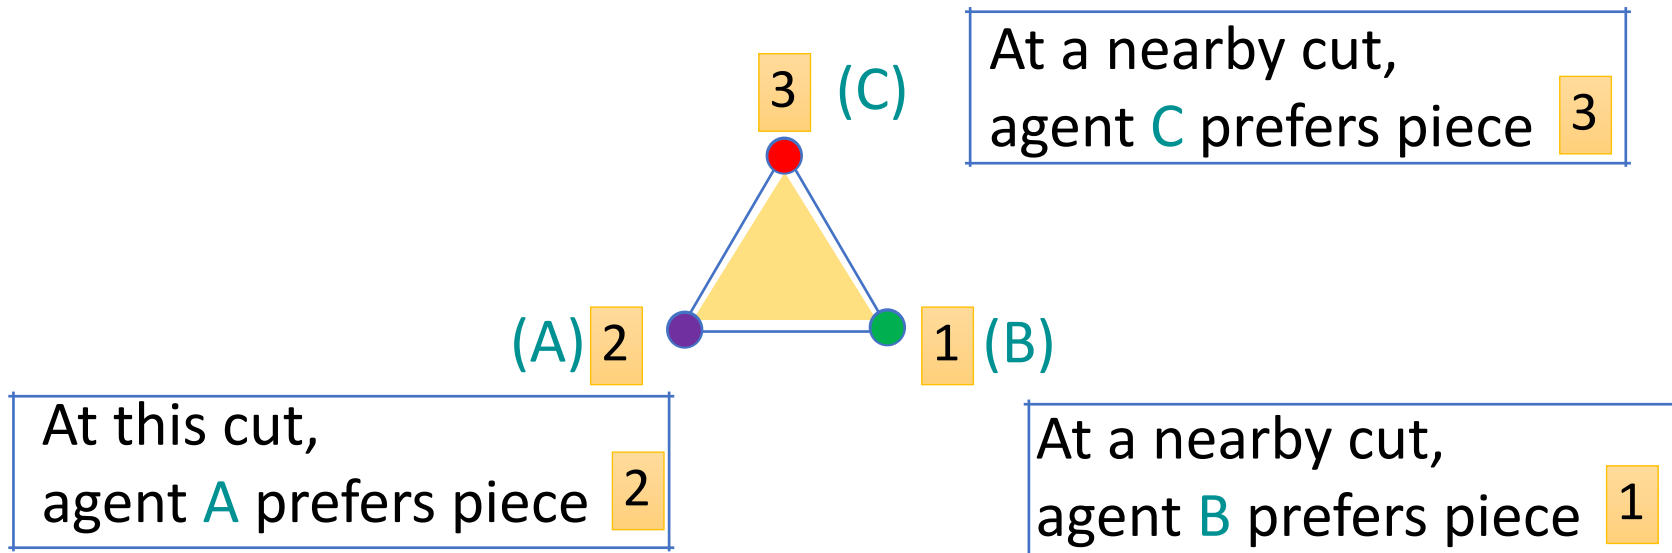 At a nearby cut,
agent C prefers piece 3
3 (C)
(A) 2
1 (B)
At this cut,
agent A prefers piece 2
At a nearby cut,
agent B prefers piece 1